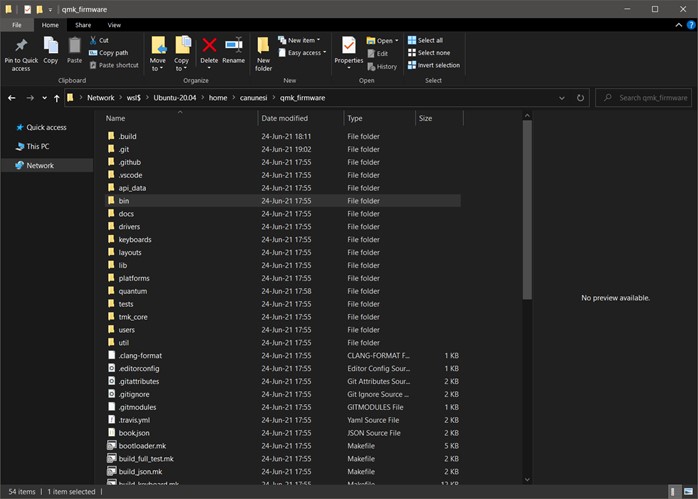 qmk_firmware
File Home Share View
Pin to Quick access
Copy
Paste
Cut
Copy path
Paste shortcut
Clipboard
Move to
Copy to
Delete
Rename
Organize
New folder
New item
Easy access
New
Properties
Open
Edit
History
Open
Select all
Select none
Invert selection
Select
Network > wsl$ > Ubuntu-20.04 > home > canunesi > qmk_firmware
Search qmk_firmware
Quick access
This PC
Network
Name Date modified Type Size
.build 24-Jun-21 18:11 File folder
.git 24-Jun-21 19:02 File folder
.github 24-Jun-21 17:55 File folder
.vscode 24-Jun-21 17:55 File folder
api_data 24-Jun-21 17:55 File folder
bin 24-Jun-21 17:55 File folder
docs 24-Jun-21 17:55 File folder
drivers 24-Jun-21 17:55 File folder
keyboards 24-Jun-21 17:55 File folder
layouts 24-Jun-21 17:55 File folder
lib 24-Jun-21 17:55 File folder
platforms 24-Jun-21 17:55 File folder
quantum 24-Jun-21 17:58 File folder
tests 24-Jun-21 17:55 File folder
tmk_core 24-Jun-21 17:55 File folder
users 24-Jun-21 17:55 File folder
util 24-Jun-21 17:55 File folder
.clang-format 24-Jun-21 17:55 CLANG-FORMAT F... 1 KB
.editorconfig 24-Jun-21 17:55 Editor Config Sour... 1 KB
.gitattributes 24-Jun-21 17:55 Git Attributes Sour... 2 KB
.gitignore 24-Jun-21 17:55 Git Ignore Source ... 2 KB
.gitmodules 24-Jun-21 17:55 GITMODULES File 1 KB
.travis.yml 24-Jun-21 17:55 Yaml Source File 2 KB
book.json 24-Jun-21 17:55 JSON Source File 2 KB
bootloader.mk 24-Jun-21 17:55 Makefile 5 KB
build_full_test.mk 24-Jun-21 17:55 Makefile 2 KB
build_json.mk 24-Jun-21 17:55 Makefile 2 KB
build_keyboard.mk 24-Jun-21 17:55 Makefile 12 KB
No preview available.
54 items 1 item selected